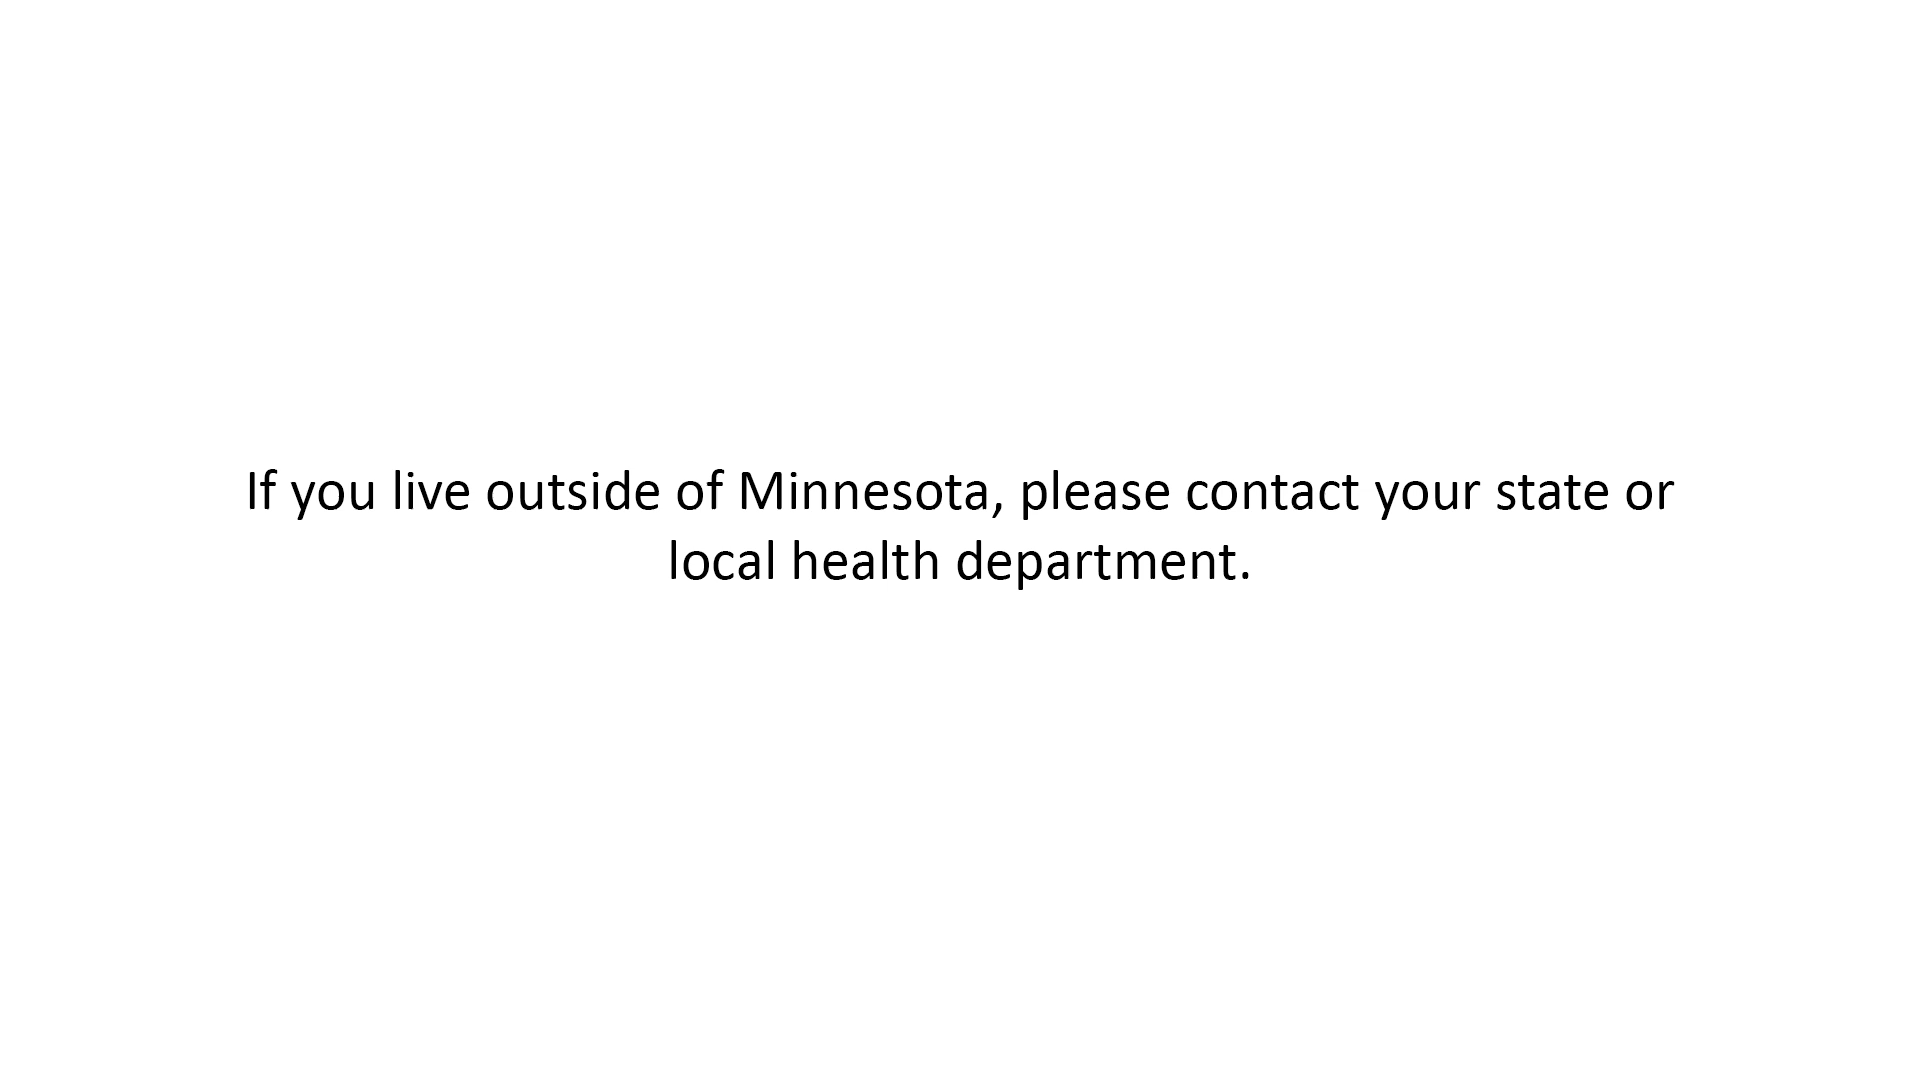 If you live outside of Minnesota, please contact your state or
local health department.